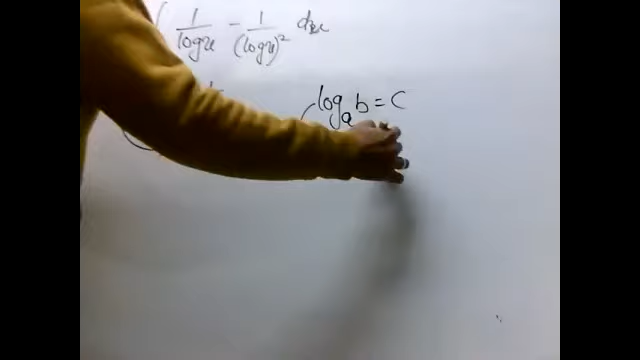 ∫ 1/logx - 1/(logx)² dx
log_a b = c